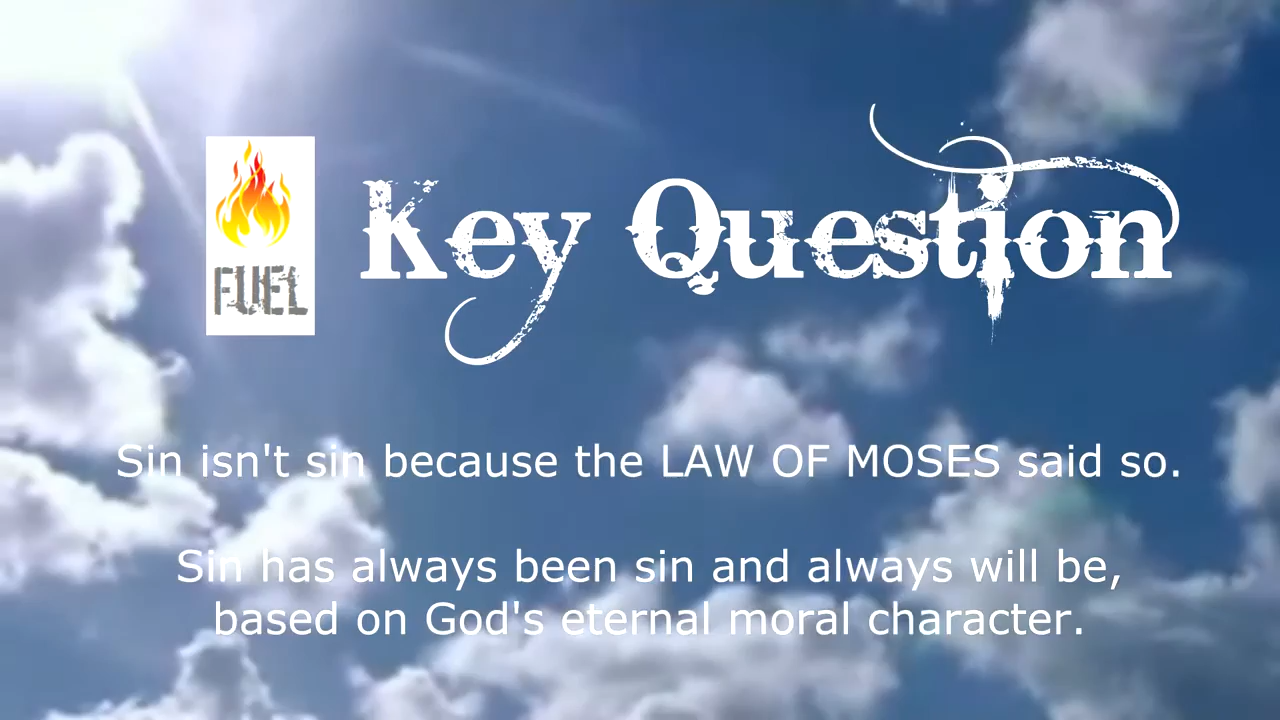 FUEL
Key Question
Sin isn't sin because the LAW OF MOSES said so.
Sin has always been sin and always will be,
based on God's eternal moral character.